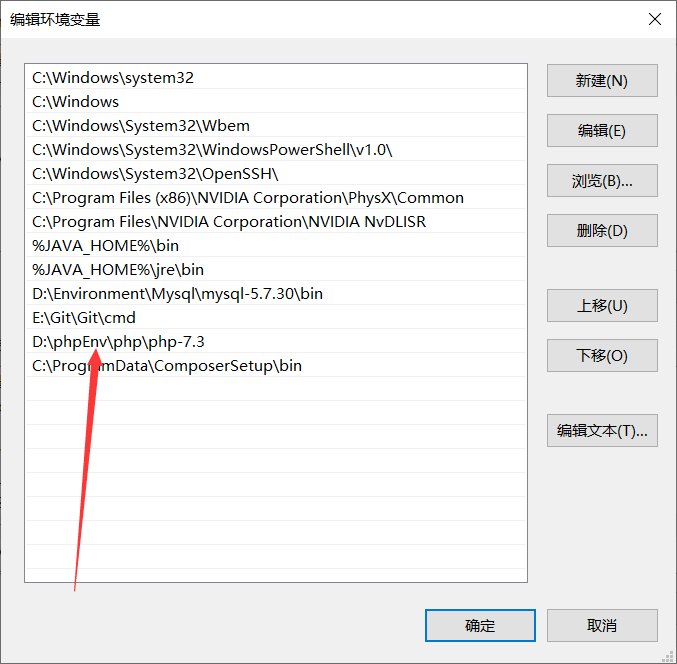 编辑环境变量
C:\Windows\system32
C:\Windows
C:\Windows\System32\Wbem
C:\Windows\System32\WindowsPowerShell\v1.0\
C:\Windows\System32\OpenSSH\
C:\Program Files (x86)\NVIDIA Corporation\PhysX\Common
C:\Program Files\NVIDIA Corporation\NVIDIA NvDLISR
%JAVA_HOME%\bin
%JAVA_HOME%\jre\bin
D:\Environment\Mysql\mysql-5.7.30\bin
E:\Git\Git\cmd
D:\phpEnv\php\php-7.3
C:\ProgramData\ComposerSetup\bin
新建(N)
编辑(E)
浏览(B)...
删除(D)
上移(U)
下移(O)
编辑文本(T)...
确定
取消